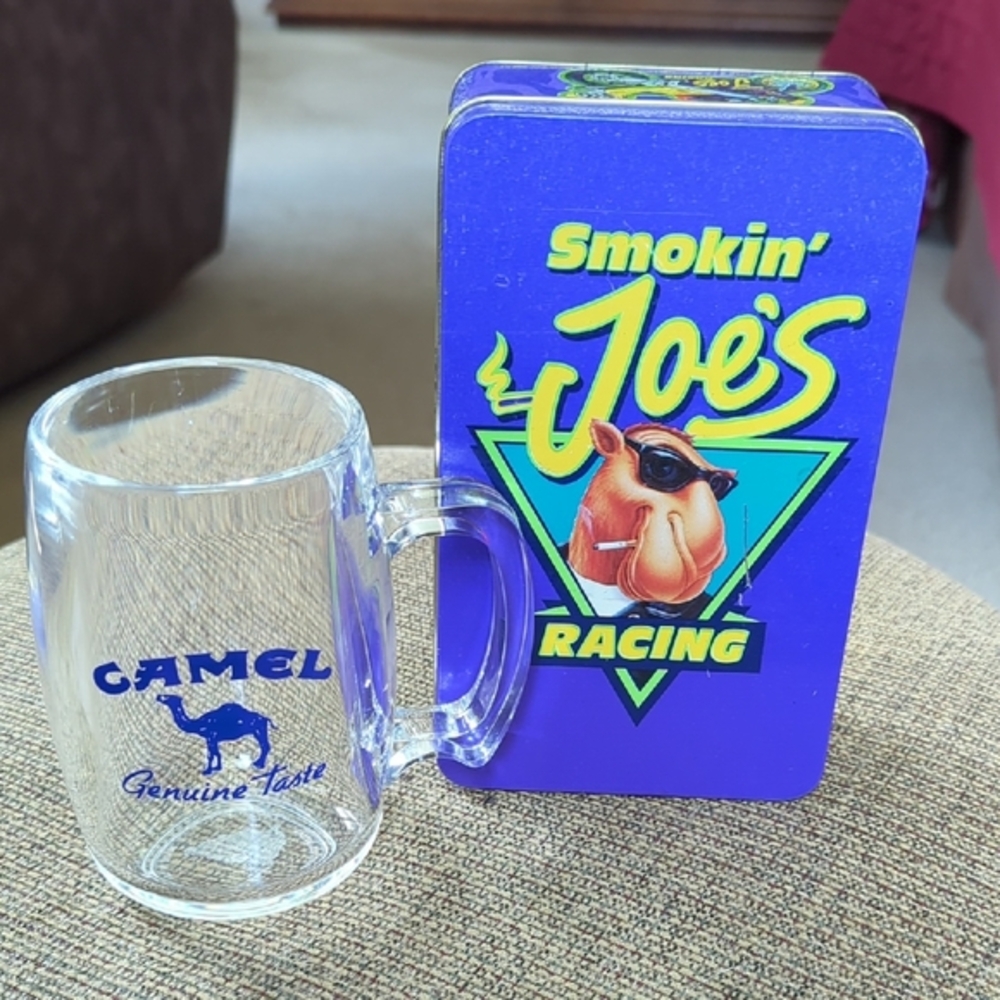 Smokin'
Joe's
RACING
CAMEL
Genuine Taste